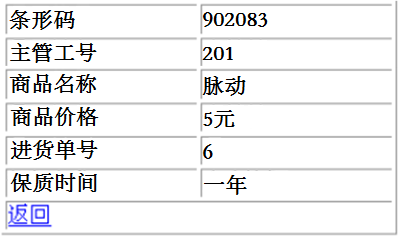 条形码 902083
主管工号 201
商品名称 脉动
商品价格 5元
进货单号 6
保质时间 一年
返回